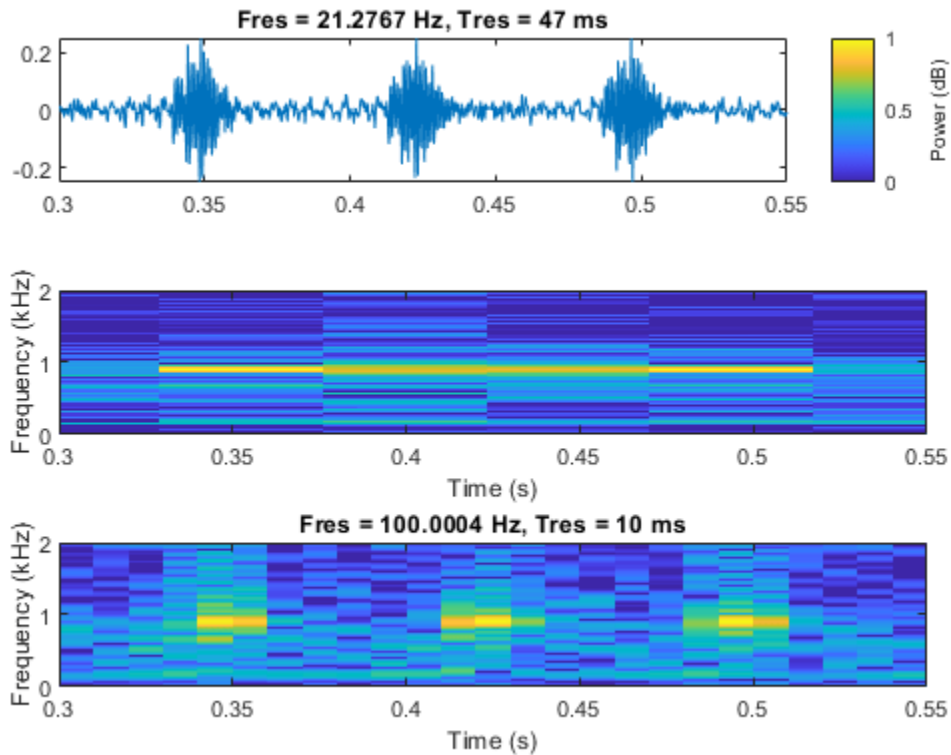 Fres = 21.2767 Hz, Tres = 47 ms
0.2
0
-0.2
0.3 0.35 0.4 0.45 0.5 0.55
1
0.5
0
Power (dB)
2
1
0
Frequency (kHz)
0.3 0.35 0.4 0.45 0.5 0.55
Time (s)
Fres = 100.0004 Hz, Tres = 10 ms
2
1
0
Frequency (kHz)
0.3 0.35 0.4 0.45 0.5 0.55
Time (s)